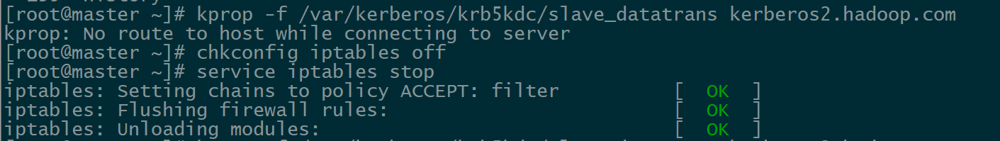 [root@master ~]# kprop -f /var/kerberos/krb5kdc/slave_datatrans kerberos2.hadoop.com
kprop: No route to host while connecting to server
[root@master ~]# chkconfig iptables off
[root@master ~]# service iptables stop
iptables: Setting chains to policy ACCEPT: filter          [  OK  ]
iptables: Flushing firewall rules:                         [  OK  ]
iptables: Unloading modules:                               [  OK  ]